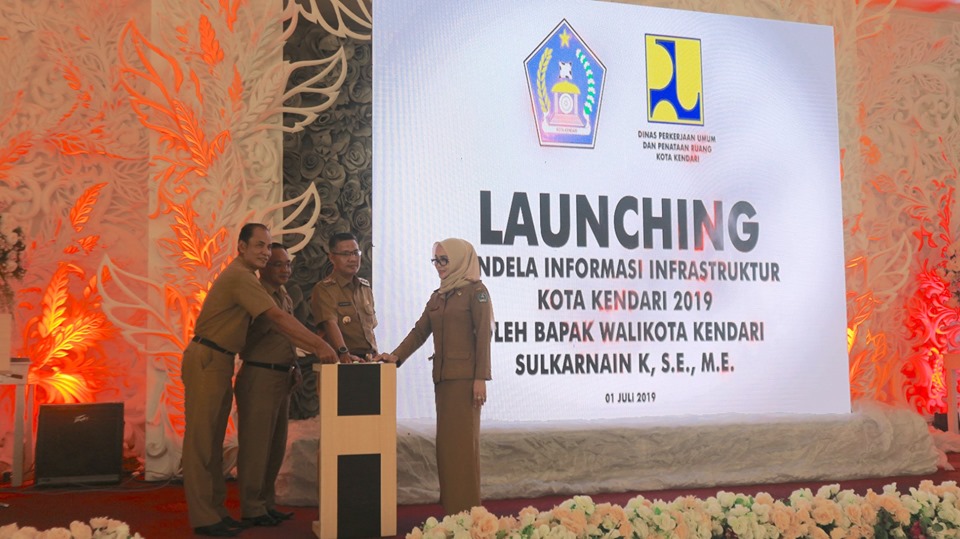 DINAS PERKERJAAN UMUM
DAN PENATAAN RUANG
KOTA KENDARI
LAUNCHING
NDELA INFORMASI INFRASTRUKTUR
KOTA KENDARI 2019
LEH BAPAK WALIKOTA KENDARI
SULKARNAIN K, S.E., M.E.
01 JULI 2019